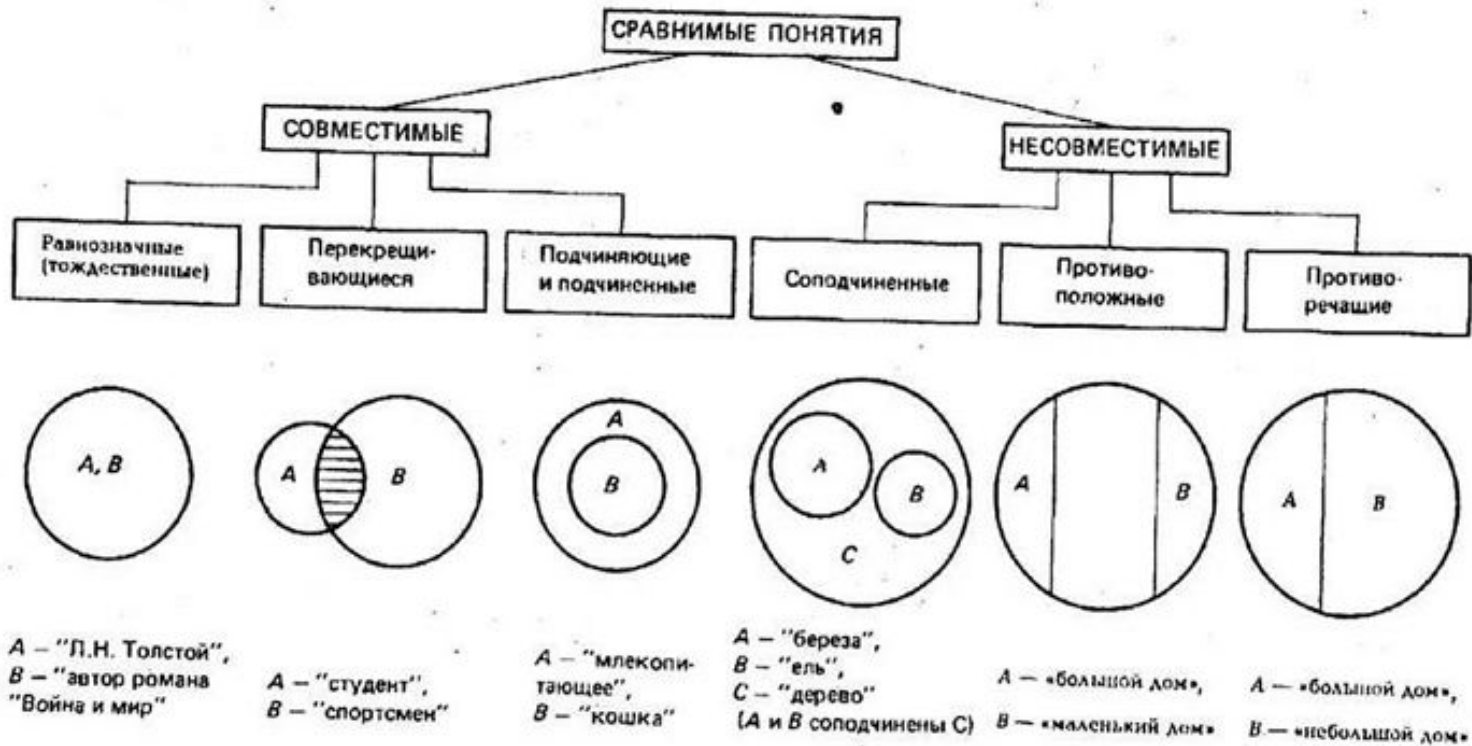 СРАВНИМЫЕ ПОНЯТИЯ
СОВМЕСТИМЫЕ
НЕСОВМЕСТИМЫЕ
Равнозначные
(тождественные)
Перекрещи-
вающиеся
Подчиняющие
и подчиненные
Соподчиненные
Противо-
положные
Противо-
речащие
A, B
A
B
A
B
A
B
C
A
B
A
B
A – "Л.Н. Толстой",
B – "автор романа
"Война и мир"
A – "студент",
B – "спортсмен"
A – "млекопи-
тающее",
B – "кошка"
A – "береза",
B – "ель",
C – "дерево"
(A и B соподчинены C)
A — «большой дом»,
B — «маленький дом»
A — «большой дом»,
B — «небольшой дом»